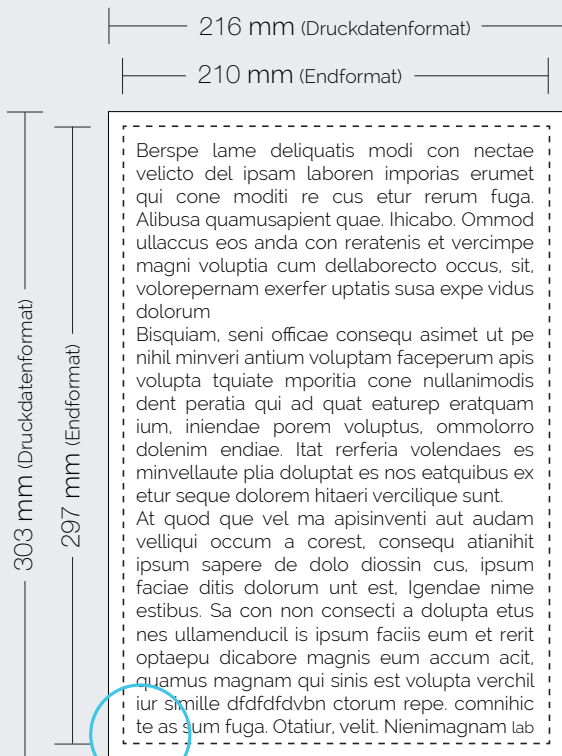 216 mm (Druckdatenformat)
210 mm (Endformat)
303 mm (Druckdatenformat)
297 mm (Endformat)
Berspe lame deliquatis modi con nectae
velicto del ipsam laboren imporias erumet
qui cone moditi re cus etur rerum fuga.
Alibusa quamusapient quae. Ihicabo. Ommod
ullaccus eos anda con reratenis et vercimpe
magni voluptia cum dellaborecto occus, sit,
volorepernam exerfer uptatis susa expe vidus
dolorum
Bisquiam, seni officae consequ asimet ut pe
nihil minveri antium voluptam faceperum apis
volupta tquiate mporitia cone nullanimodis
dent peratia qui ad quat eaturep eratquam
ium, iniendae porem voluptus, ommolorro
dolenim endiae. Itat rerferia volendaes es
minvellaute plia doluptat es nos eatquibus ex
etur seque dolorem hitaeri vercilique sunt.
At quod que vel ma apisinventi aut audam
velliqui occum a corest, consequ atianihit
ipsum sapere de dolo diossin cus, ipsum
faciae ditis dolorum unt est, Igendae nime
estibus. Sa con non consecti a dolupta etus
nes ullamenducil is ipsum faciis eum et rerit
optaepu dicabore magnis eum accum acit,
quamus magnam qui sinis est volupta verchil
iur simille dfdfdfdvbn ctorum repe. comnihic
te as sum fuga. Otatiur, velit. Nienimagnam lab